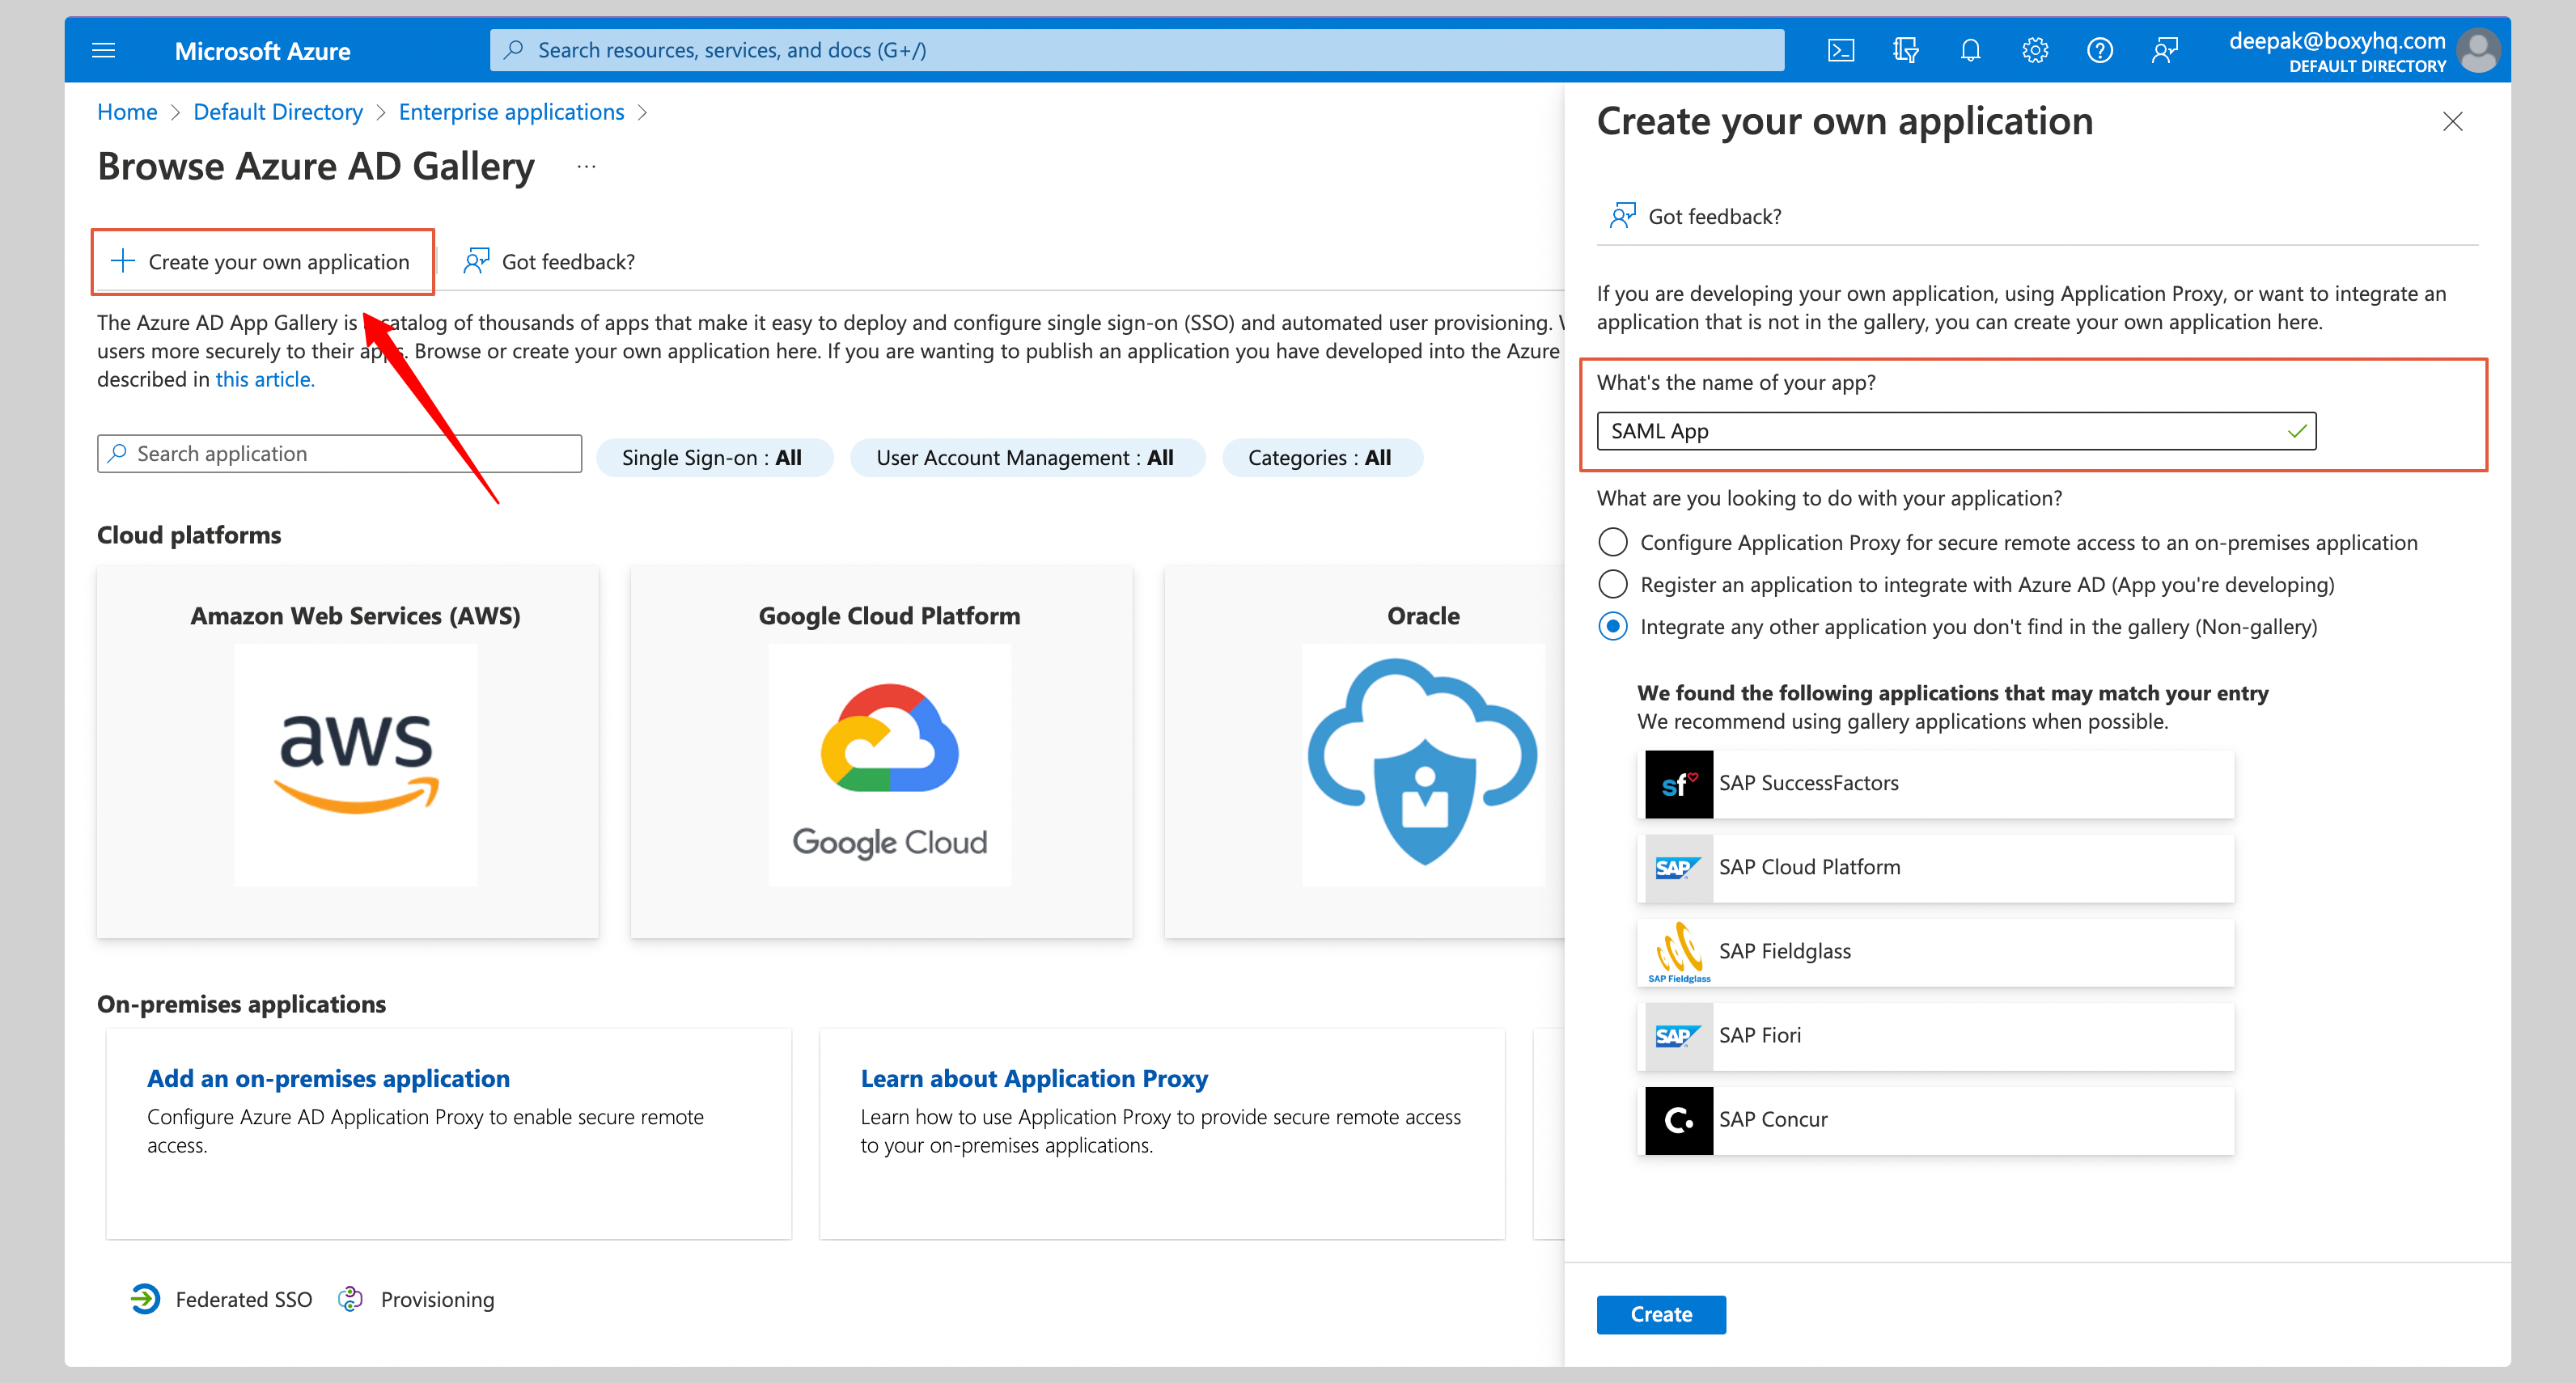 Microsoft Azure
Search resources, services, and docs (G+/)
deepak@boxyhq.com
DEFAULT DIRECTORY
Home > Default Directory > Enterprise applications >
Browse Azure AD Gallery ...
+ Create your own application
Got feedback?
The Azure AD App Gallery is catalog of thousands of apps that make it easy to deploy and configure single sign-on (SSO) and automated user provisioning.
users more securely to their apps. Browse or create your own application here. If you are wanting to publish an application you have developed into the Azure
described in this article.
Search application
Single Sign-on : All
User Account Management : All
Categories : All
Cloud platforms
Amazon Web Services (AWS)
aws
Google Cloud Platform
Google Cloud
Oracle
On-premises applications
Add an on-premises application
Configure Azure AD Application Proxy to enable secure remote
access.
Learn about Application Proxy
Learn how to use Application Proxy to provide secure remote access
to your on-premises applications.
Federated SSO
Provisioning
Create your own application
Got feedback?
If you are developing your own application, using Application Proxy, or want to integrate an
application that is not in the gallery, you can create your own application here.
What's the name of your app?
SAML App
What are you looking to do with your application?
Configure Application Proxy for secure remote access to an on-premises application
Register an application to integrate with Azure AD (App you're developing)
Integrate any other application you don't find in the gallery (Non-gallery)
We found the following applications that may match your entry
We recommend using gallery applications when possible.
sf SAP SuccessFactors
SAP SAP Cloud Platform
SAP Fieldglass SAP Fieldglass
SAP SAP Fiori
C. SAP Concur
Create